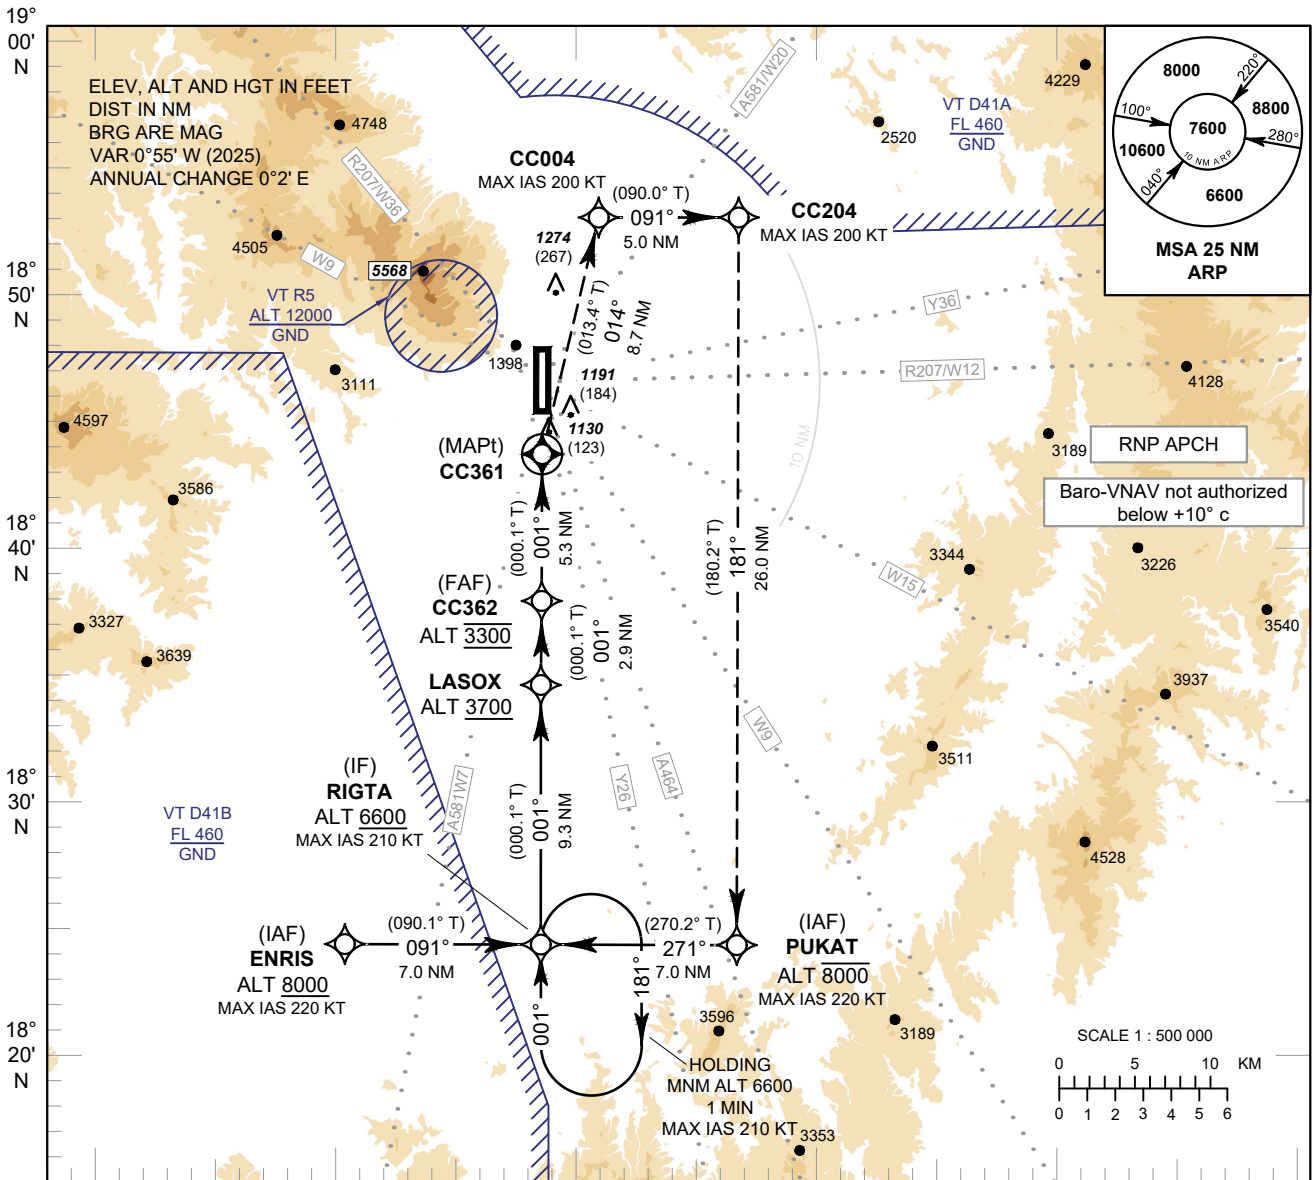 19°
00'
N
ELEV, ALT AND HGT IN FEET
DIST IN NM
BRG ARE MAG
VAR 0°55' W (2025)
ANNUAL CHANGE 0°2' E
4748
R207/W36
4505
W9
5568
VT R5
ALT 12000
GND
3111
1398
A581/W20
2520
VT D41A
FL 460
GND
4229
8000
220°
100°
8800
7600
10 NM ARP
280°
10600
040°
6600
MSA 25 NM
ARP
CC004
MAX IAS 200 KT
(090.0° T)
091°
5.0 NM
CC204
MAX IAS 200 KT
1274
(267)
(013.4° T)
014°
8.7 NM
1191
(184)
1130
(123)
18°
50'
N
Y36
R207/W12
4128
10 NM
4597
3586
(MAPt)
CC361
3189
RNP APCH
Baro-VNAV not authorized
below +10° c
18°
40'
N
(000.1° T)
001°
5.3 NM
(180.2° T)
181°
26.0 NM
3344
3226
W15
3540
3327
3639
(FAF)
CC362
ALT 3300
(000.1° T)
001°
2.9 NM
LASOX
ALT 3700
3937
W9
3511
18°
30'
N
(IF)
RIGTA
ALT 6600
MAX IAS 210 KT
A581W7
(000.1° T)
001°
9.3 NM
Y26
A464
VT D41B
FL 460
GND
4528
(IAF)
ENRIS
ALT 8000
MAX IAS 220 KT
(090.1° T)
091°
7.0 NM
(270.2° T)
271°
7.0 NM
(IAF)
PUKAT
ALT 8000
MAX IAS 220 KT
001°
181°
18°
20'
N
3596
3189
HOLDING
MNM ALT 6600
1 MIN
MAX IAS 210 KT
3353
SCALE 1 : 500 000
0 5 10 KM
0 1 2 3 4 5 6